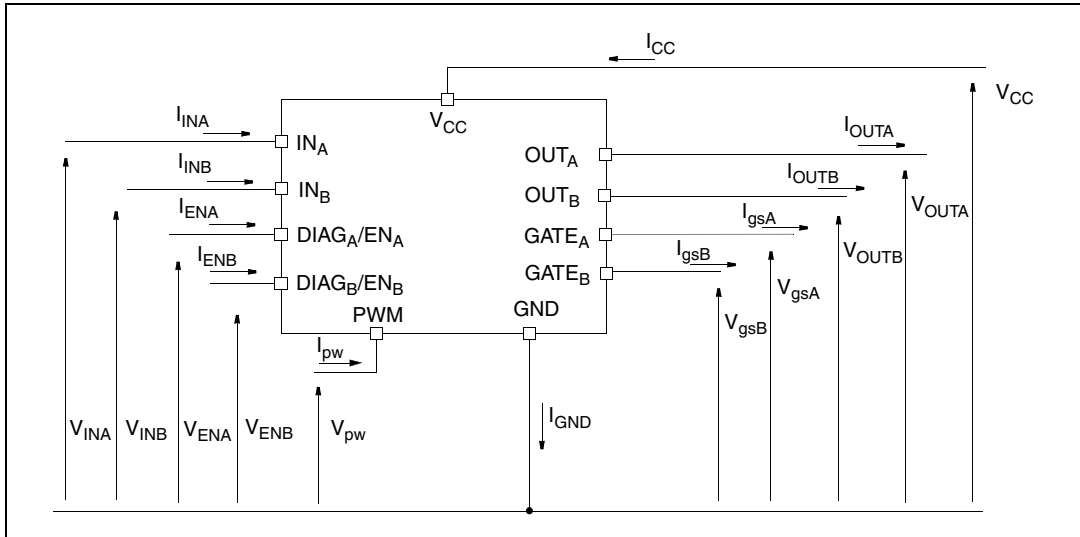 I_CC
V_CC
V_CC
I_INA
IN_A
I_INB
IN_B
I_ENA
DIAG_A/EN_A
I_ENB
DIAG_B/EN_B
PWM
GND
OUT_A
I_OUTA
OUT_B
I_OUTB
V_OUTA
GATE_A
I_gsA
V_OUTB
GATE_B
I_gsB
V_gsA
V_gsB
I_pw
V_INA
V_INB
V_ENA
V_ENB
V_pw
I_GND